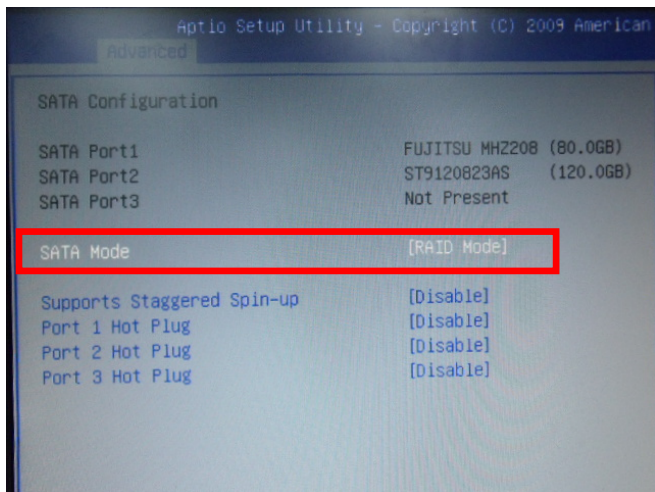 Aptio Setup Utility - Copyright (C) 2009 American
Advanced
SATA Configuration
SATA Port1 FUJITSU MHZ208 (80.0GB)
SATA Port2 ST9120823AS (120.0GB)
SATA Port3 Not Present
SATA Mode [RAID Mode]
Supports Staggered Spin-up [Disable]
Port 1 Hot Plug [Disable]
Port 2 Hot Plug [Disable]
Port 3 Hot Plug [Disable]